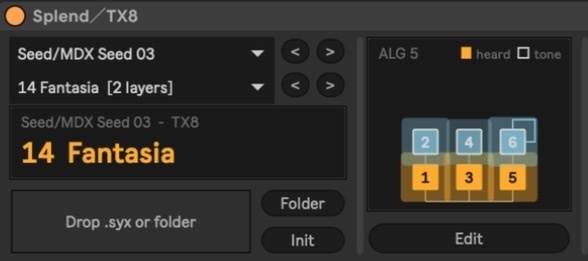 Splend/TX8
Seed/MDX Seed 03
< >
14 Fantasia [2 layers]
< >
Seed/MDX Seed 03 - TX8
14 Fantasia
Drop .syx or folder
Folder
Init
ALG 5
heard
tone
2 4 6
1 3 5
Edit